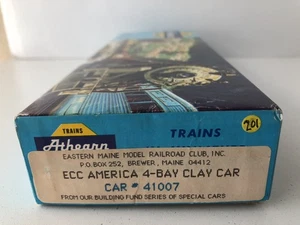 201
TRAINS
TRAINS
Athearn
EASTERN MAINE MODEL RAILROAD CLUB, INC.
P.O.BOX 252, BREWER, MAINE 04412
ECC AMERICA 4-BAY CLAY CAR
CAR # 41007
FROM OUR BUILDING FUND SERIES OF SPECIAL CARS